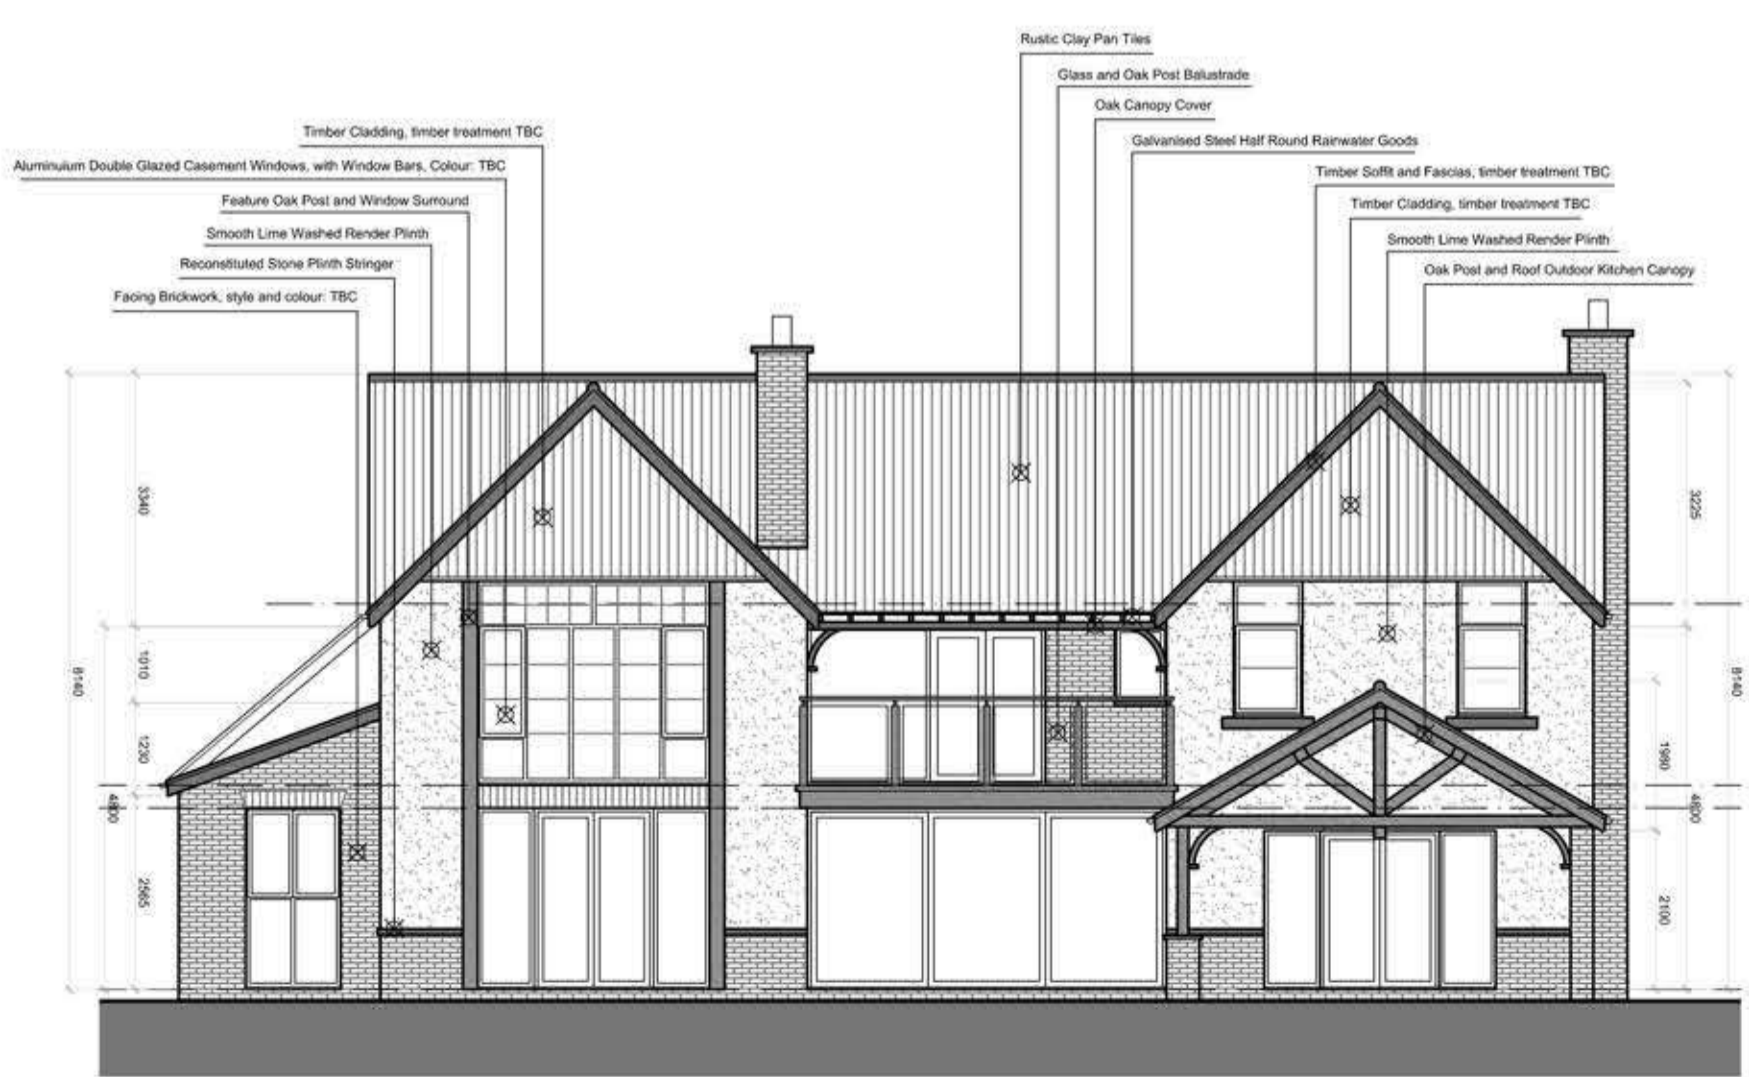 Rustic Clay Pan Tiles
Glass and Oak Post Balustrade
Oak Canopy Cover
Galvanised Steel Half Round Rainwater Goods
Timber Soffit and Fascias, timber treatment TBC
Timber Cladding, timber treatment TBC
Smooth Lime Washed Render Plinth
Oak Post and Roof Outdoor Kitchen Canopy
Timber Cladding, timber treatment TBC
Aluminuium Double Glazed Casement Windows, with Window Bars, Colour: TBC
Feature Oak Post and Window Surround
Smooth Lime Washed Render Plinth
Reconstituted Stone Plinth Stringer
Facing Brickwork, style and colour: TBC
3340
1010
8140
1230
4800
2565
3225
8140
1990
4800
2100